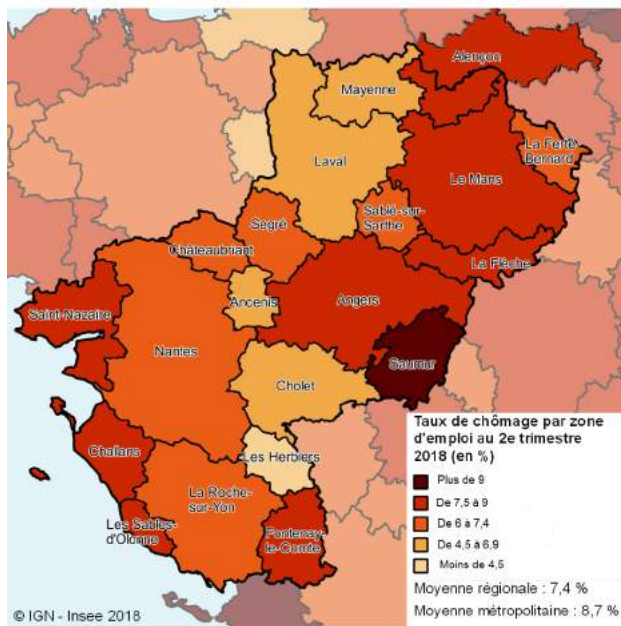 Alençon
Mayenne
La Ferté
Bernard
Laval
Le Mans
Sablé-sur-
Sarthe
Segré
Châteaubriant
La Flèche
Ancenis
Angers
Saint-Nazaire
Nantes
Saumur
Cholet
Les Herbiers
Challans
La Roche-
sur-Yon
Les Sables-
d'Olonne
Fontenay-
le-Comte
Taux de chômage par zone
d'emploi au 2e trimestre
2018 (en %)
Plus de 9
De 7,5 à 9
De 6 à 7,4
De 4,5 à 6,9
Moins de 4,5
Moyenne régionale : 7,4 %
Moyenne métropolitaine : 8,7 %
© IGN - Insee 2018